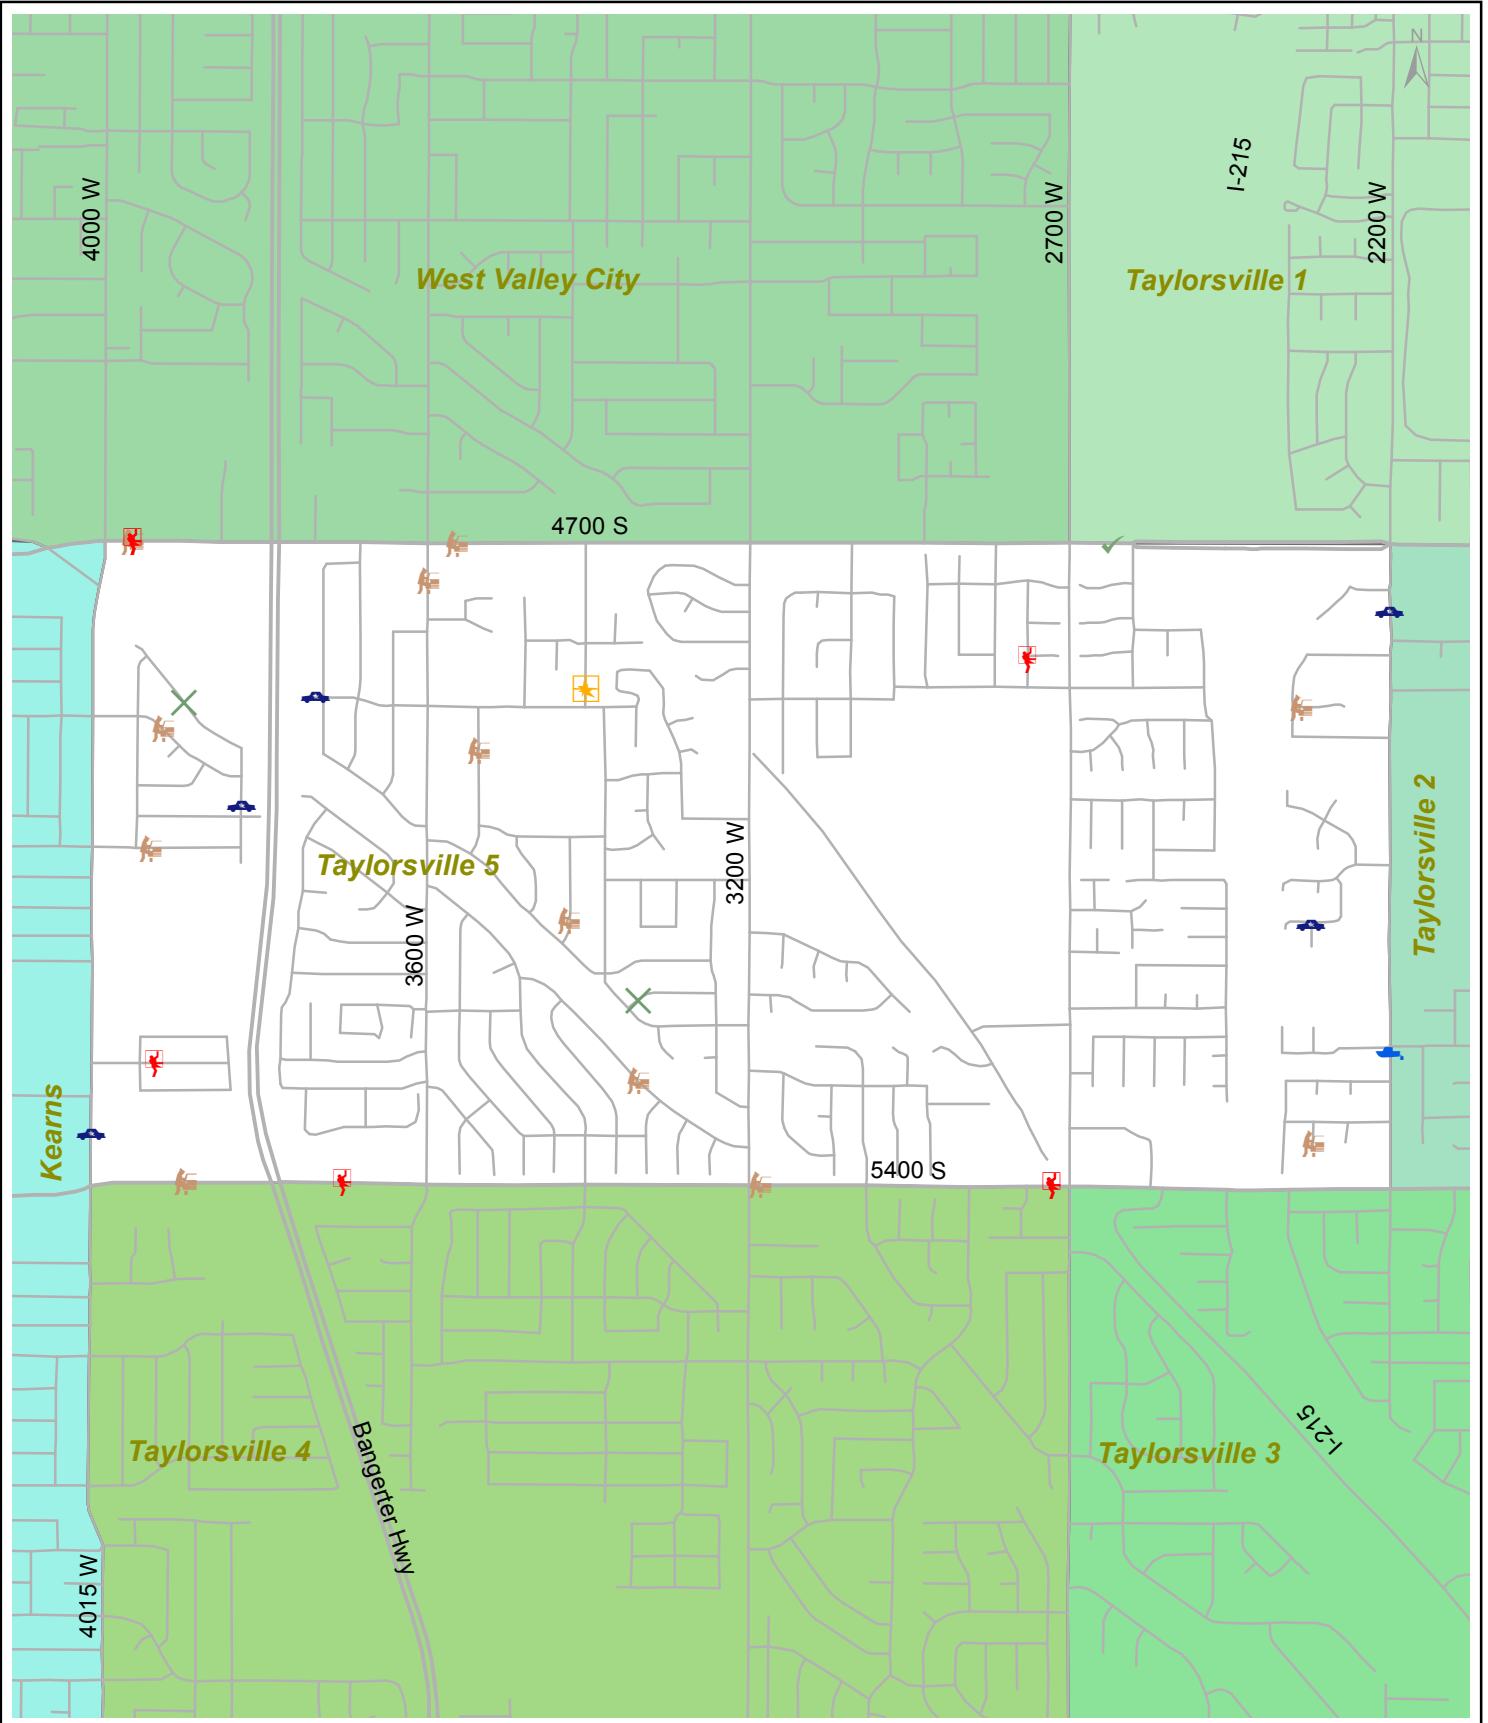 N
I-215
4000 W
2700 W
2200 W
West Valley City
Taylorsville 1
4700 S
Taylorsville 2
3200 W
Taylorsville 5
3600 W
Kearns
5400 S
I-215
Taylorsville 4
Taylorsville 3
Bangerter Hwy
4015 W